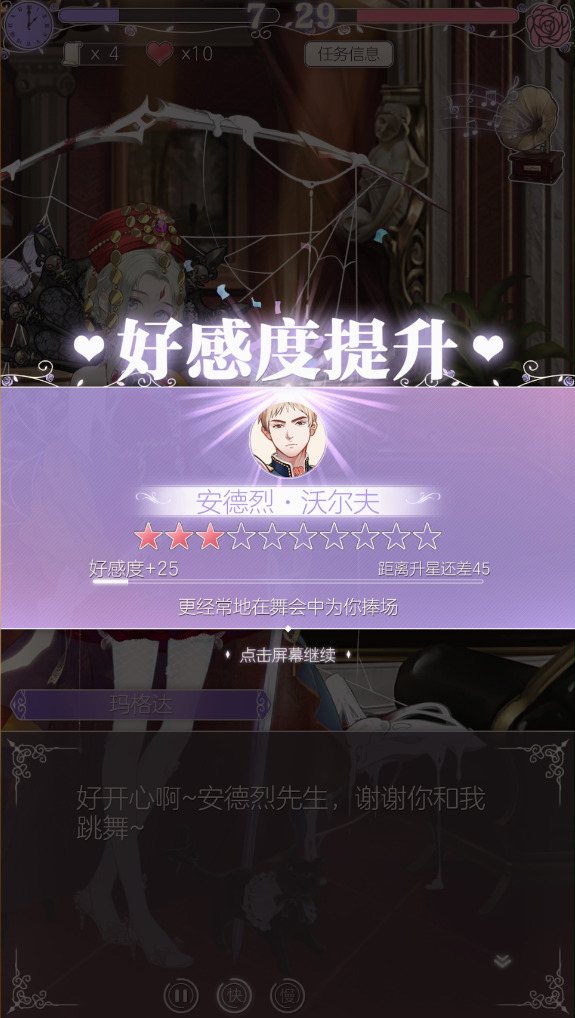 7.29
x 4
x10
任务信息
好感度提升
安德烈·沃尔夫
好感度+25
距离升星还差45
更经常地在舞会中为你捧场
点击屏幕继续
玛格达
好开心啊~安德烈先生，谢谢你和我
跳舞~
快
慢